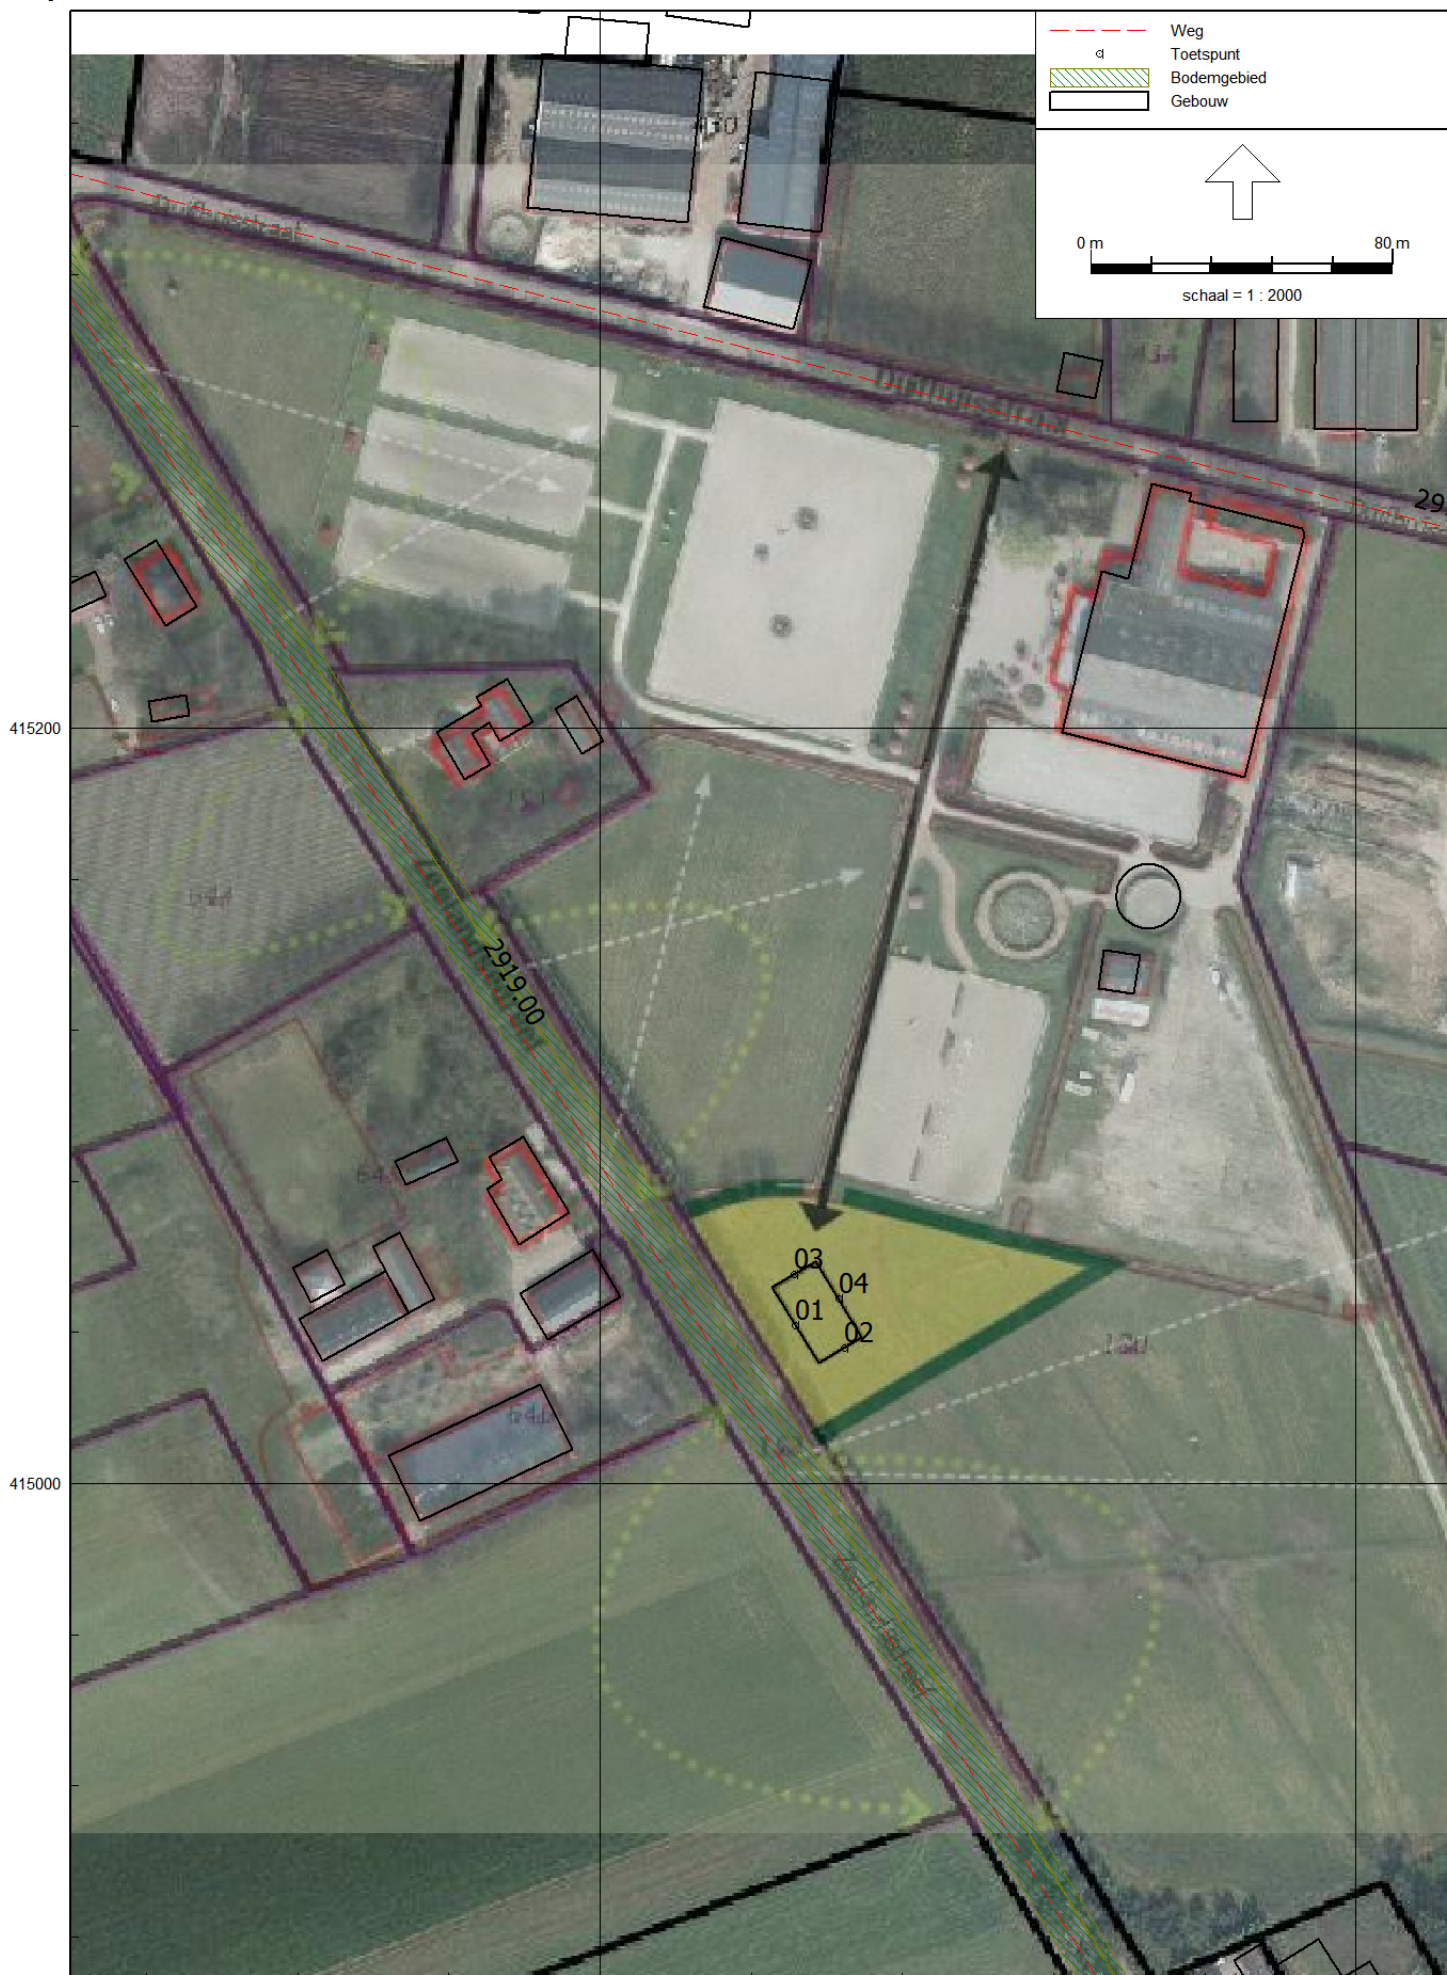 Weg
Toetspunt
Bodemgebied
Gebouw
0 m
80 m
schaal = 1 : 2000
29
415200
2919.00
03
04
01
02
415000